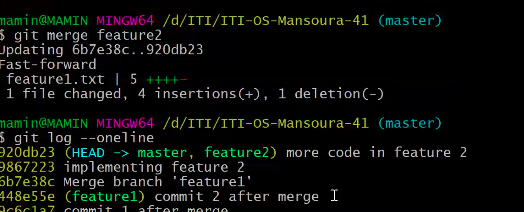 mamin@MAMIN MINGW64 /d/ITI/ITI-OS-Mansoura-41 (master)
$ git merge feature2
Updating 6b7e38c..920db23
Fast-forward
feature1.txt | 5 ++++-
1 file changed, 4 insertions(+), 1 deletion(-)
mamin@MAMIN MINGW64 /d/ITI/ITI-OS-Mansoura-41 (master)
$ git log --oneline
920db23 (HEAD -> master, feature2) more code in feature 2
9867223 implementing feature 2
6b7e38c Merge branch 'feature1'
448e55e (feature1) commit 2 after merge
9c6c1a7 commit 1 after merge